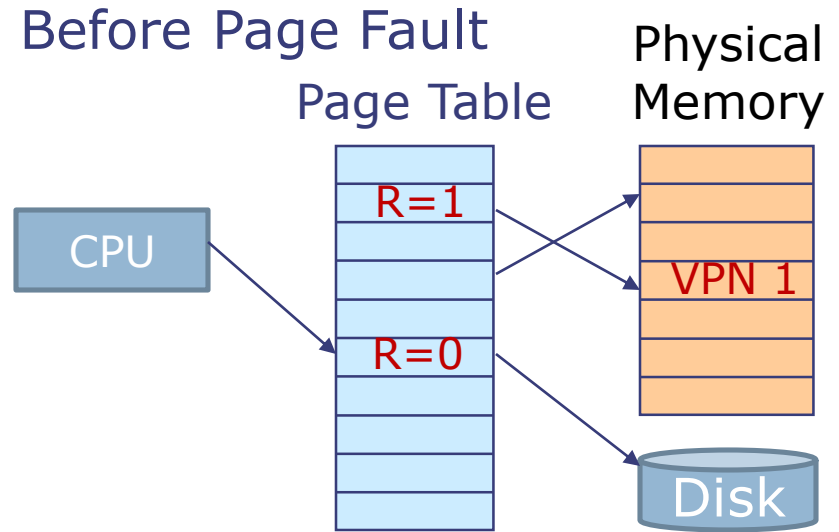 Before Page Fault
Physical
Memory
Page Table
R=1
CPU
VPN 1
R=0
Disk